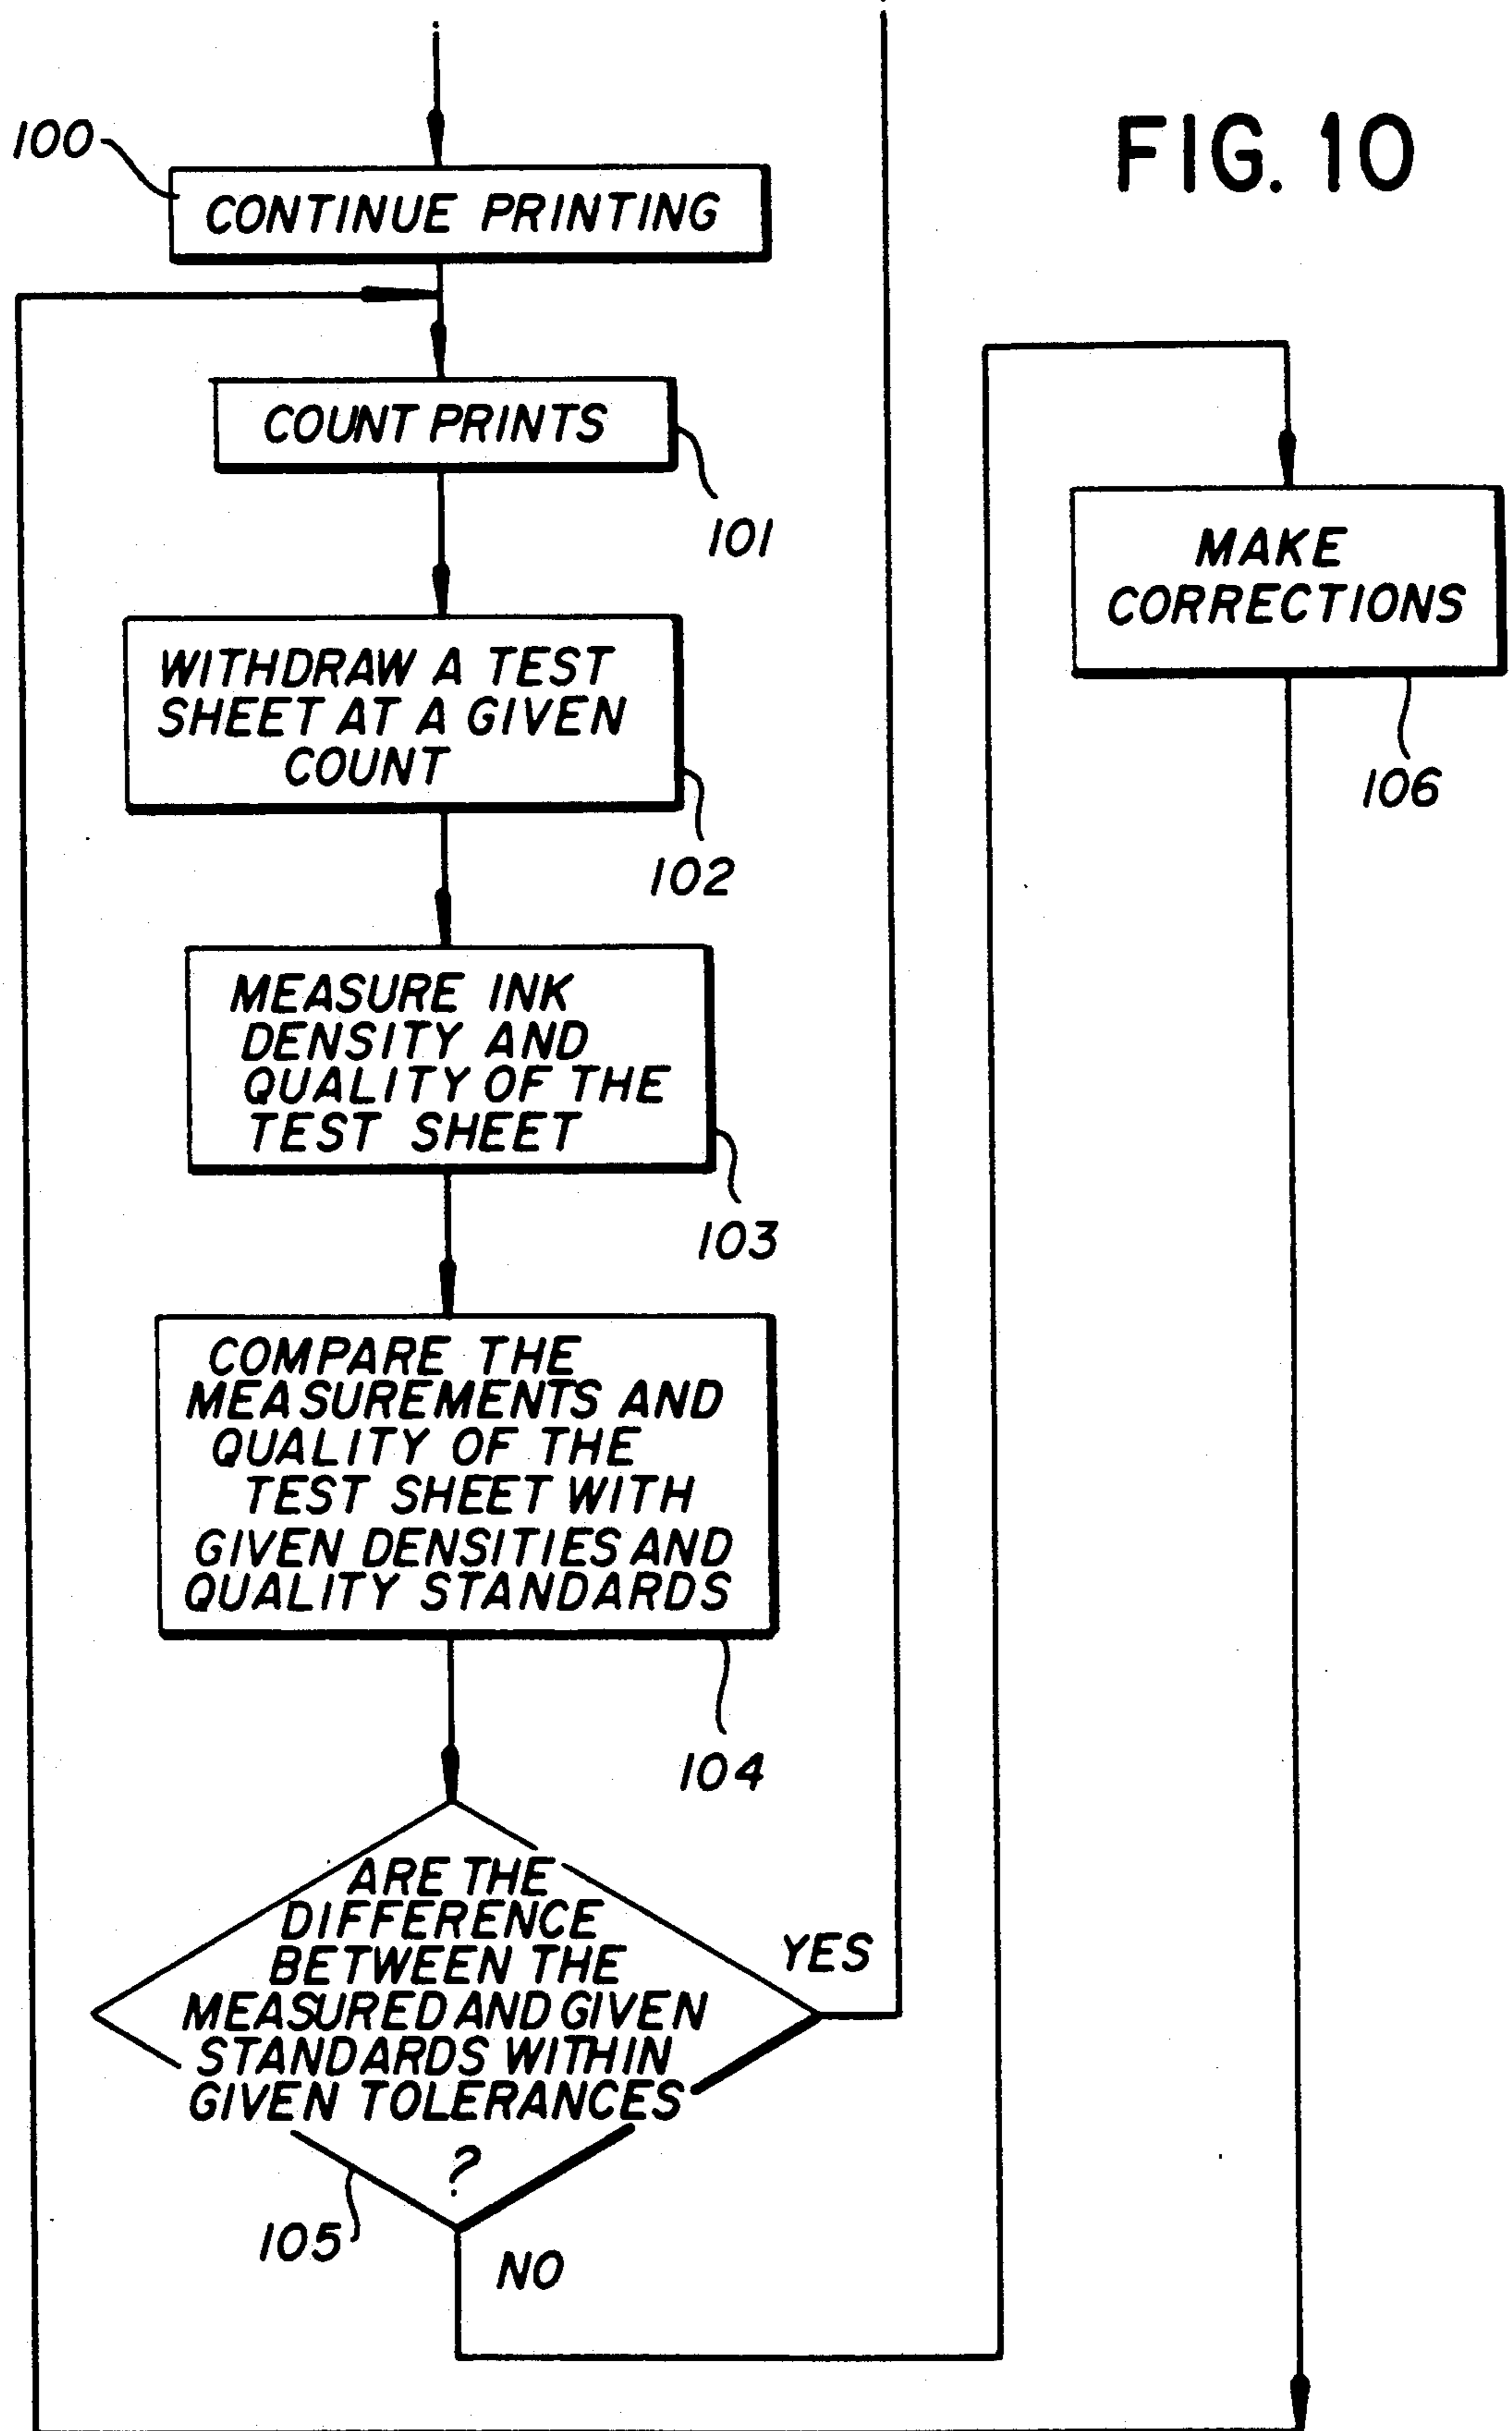 FIG. 10
100
CONTINUE PRINTING
COUNT PRINTS
101
WITHDRAW A TEST
SHEET AT A GIVEN
COUNT
102
MEASURE INK
DENSITY AND
QUALITY OF THE
TEST SHEET
103
COMPARE THE
MEASUREMENTS AND
QUALITY OF THE
TEST SHEET WITH
GIVEN DENSITIES AND
QUALITY STANDARDS
104
ARE THE
DIFFERENCE
BETWEEN THE
MEASURED AND GIVEN
STANDARDS WITHIN
GIVEN TOLERANCES
?
YES
105
NO
MAKE
CORRECTIONS
106